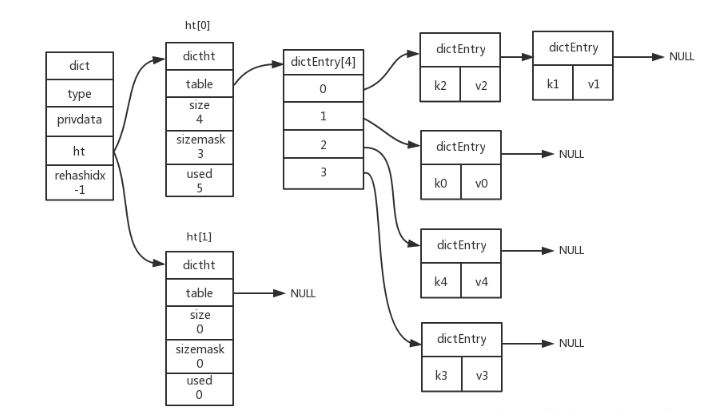 ht[0]
dict
type
privdata
ht
rehashidx
-1
dictht
table
size
4
sizemask
3
used
5
dictEntry[4]
0
1
2
3
dictEntry
k2 v2
dictEntry
k1 v1
NULL
dictEntry
k0 v0
NULL
dictEntry
k4 v4
NULL
dictEntry
k3 v3
NULL
ht[1]
dictht
table
NULL
size
0
sizemask
0
used
0